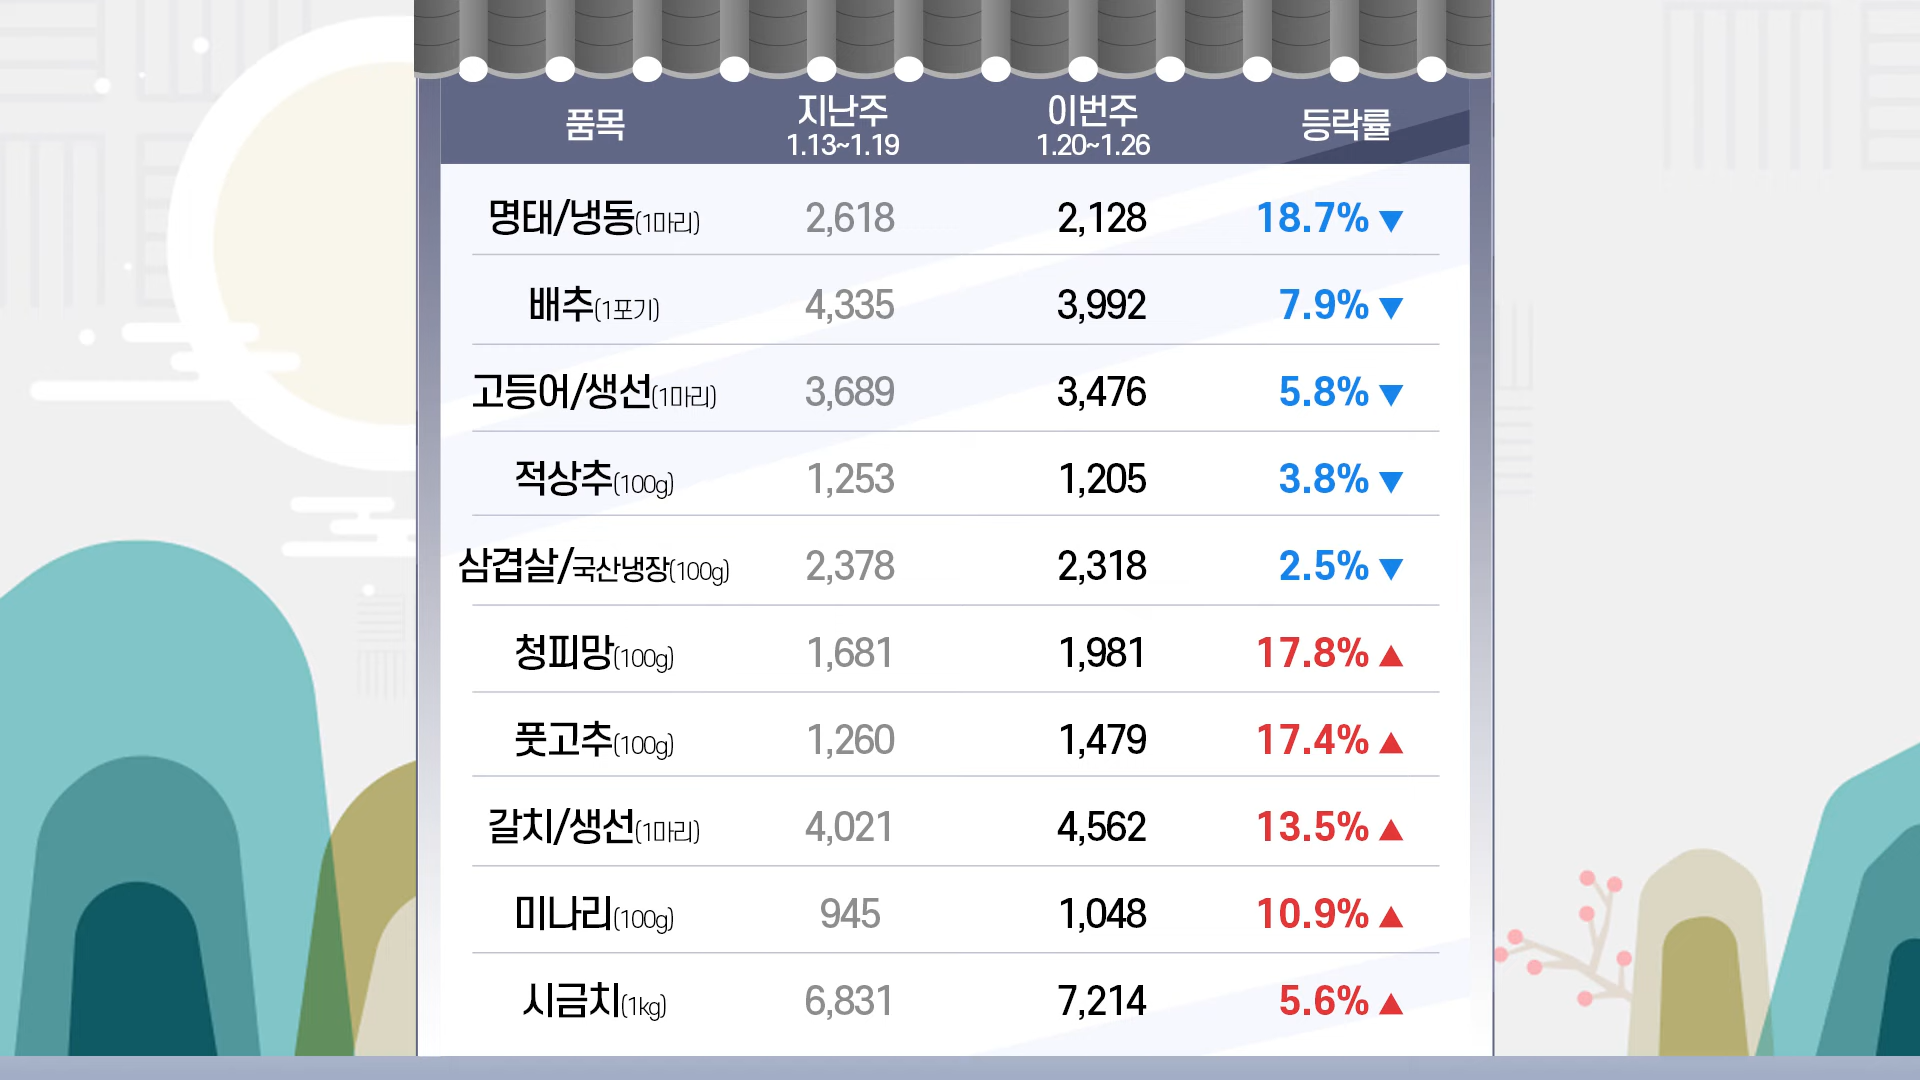 품목 지난주 이번주 등락률
1.13~1.19 1.20~1.26
명태/냉동(1마리) 2,618 2,128 18.7% ▼
배추(1포기) 4,335 3,992 7.9% ▼
고등어/생선(1마리) 3,689 3,476 5.8% ▼
적상추(100g) 1,253 1,205 3.8% ▼
삼겹살/국산냉장(100g) 2,378 2,318 2.5% ▼
청피망(100g) 1,681 1,981 17.8% ▲
풋고추(100g) 1,260 1,479 17.4% ▲
갈치/생선(1마리) 4,021 4,562 13.5% ▲
미나리(100g) 945 1,048 10.9% ▲
시금치(1kg) 6,831 7,214 5.6% ▲